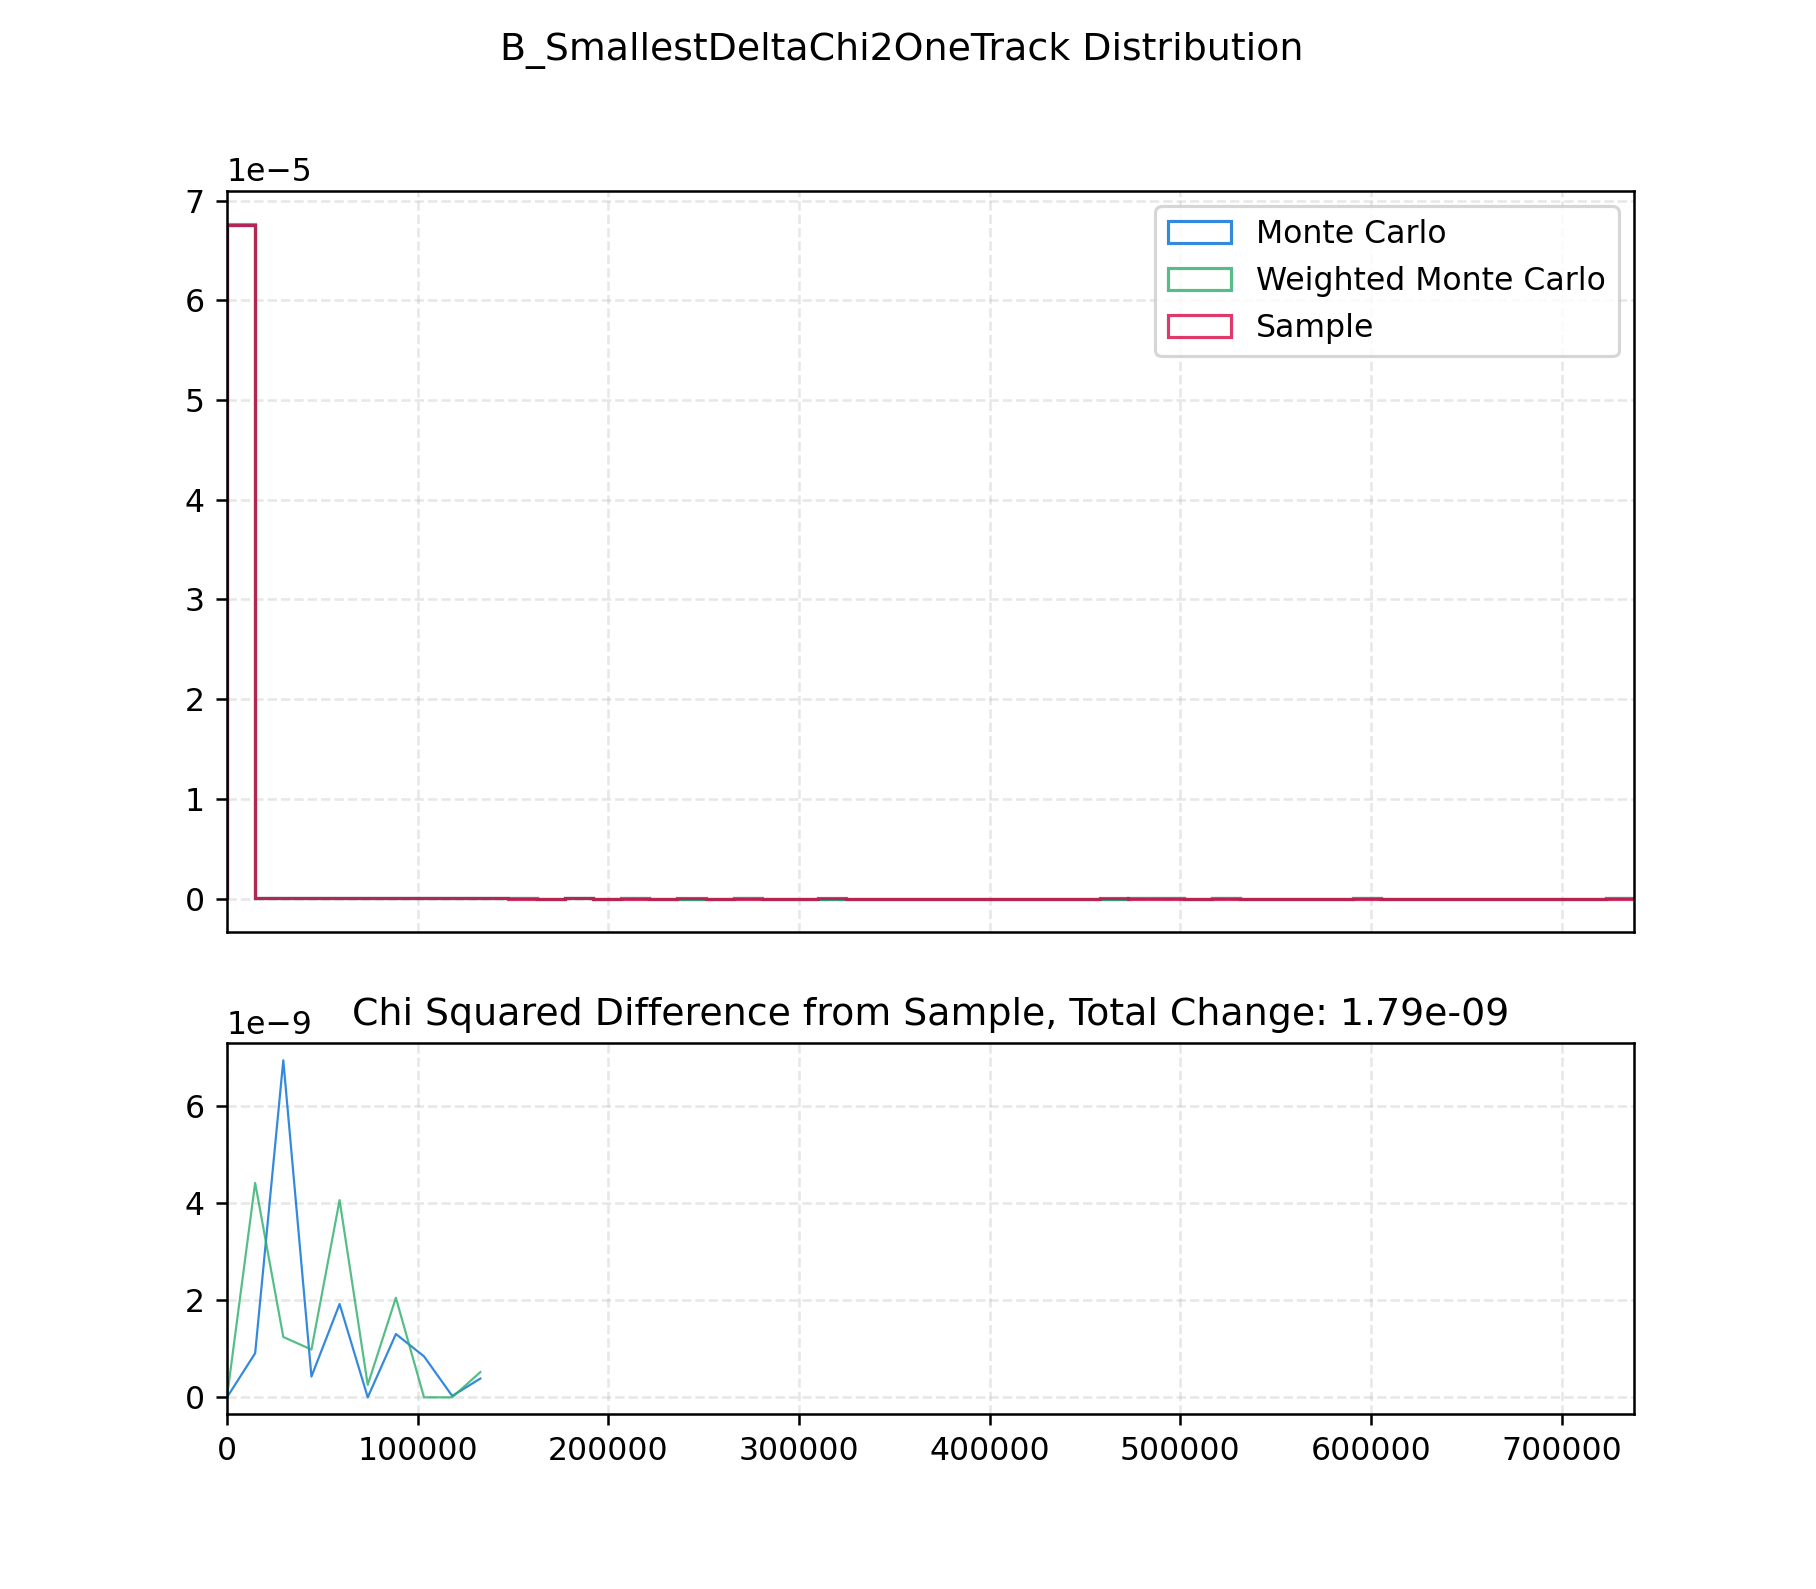 B_SmallestDeltaChi2OneTrack Distribution
1e−5
7
6
5
4
3
2
1
0
Monte Carlo
Weighted Monte Carlo
Sample
Chi Squared Difference from Sample, Total Change: 1.79e-09
1e−9
6
4
2
0
0 100000 200000 300000 400000 500000 600000 700000